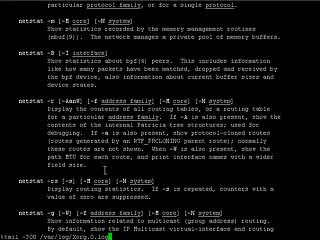 particular protocol family, or for a single protocol.
netstat -m [-M core] [-N system]
Show statistics recorded by the memory management routines
(mbuf(9)). The network manages a private pool of memory buffers.
netstat -B [-I interface]
Show statistics about bpf(4) peers. This includes information
like how many packets have been matched, dropped and received by
the bpf device, also information about current buffer sizes and
device states.
netstat -r [-AanW] [-f address_family] [-M core] [-N system]
Display the contents of all routing tables, or a routing table
for a particular address family. If -A is also present, show the
contents of the internal Patricia tree structures; used for
debugging. If -a is also present, show protocol-cloned routes
(routes generated by an RTF_PRCLONING parent route); normally
these routes are not shown. When -W is also present, show the
path MTU for each route, and print interface names with a wider
field size.
netstat -rs [-s] [-M core] [-N system]
Display routing statistics. If -s is repeated, counters with a
value of zero are suppressed.
netstat -g [-W] [-f address_family] [-M core] [-N system]
Show information related to multicast (group address) routing.
By default, show the IP Multicast virtual-interface and routing
%tail -300 /var/log/Xorg.0.log